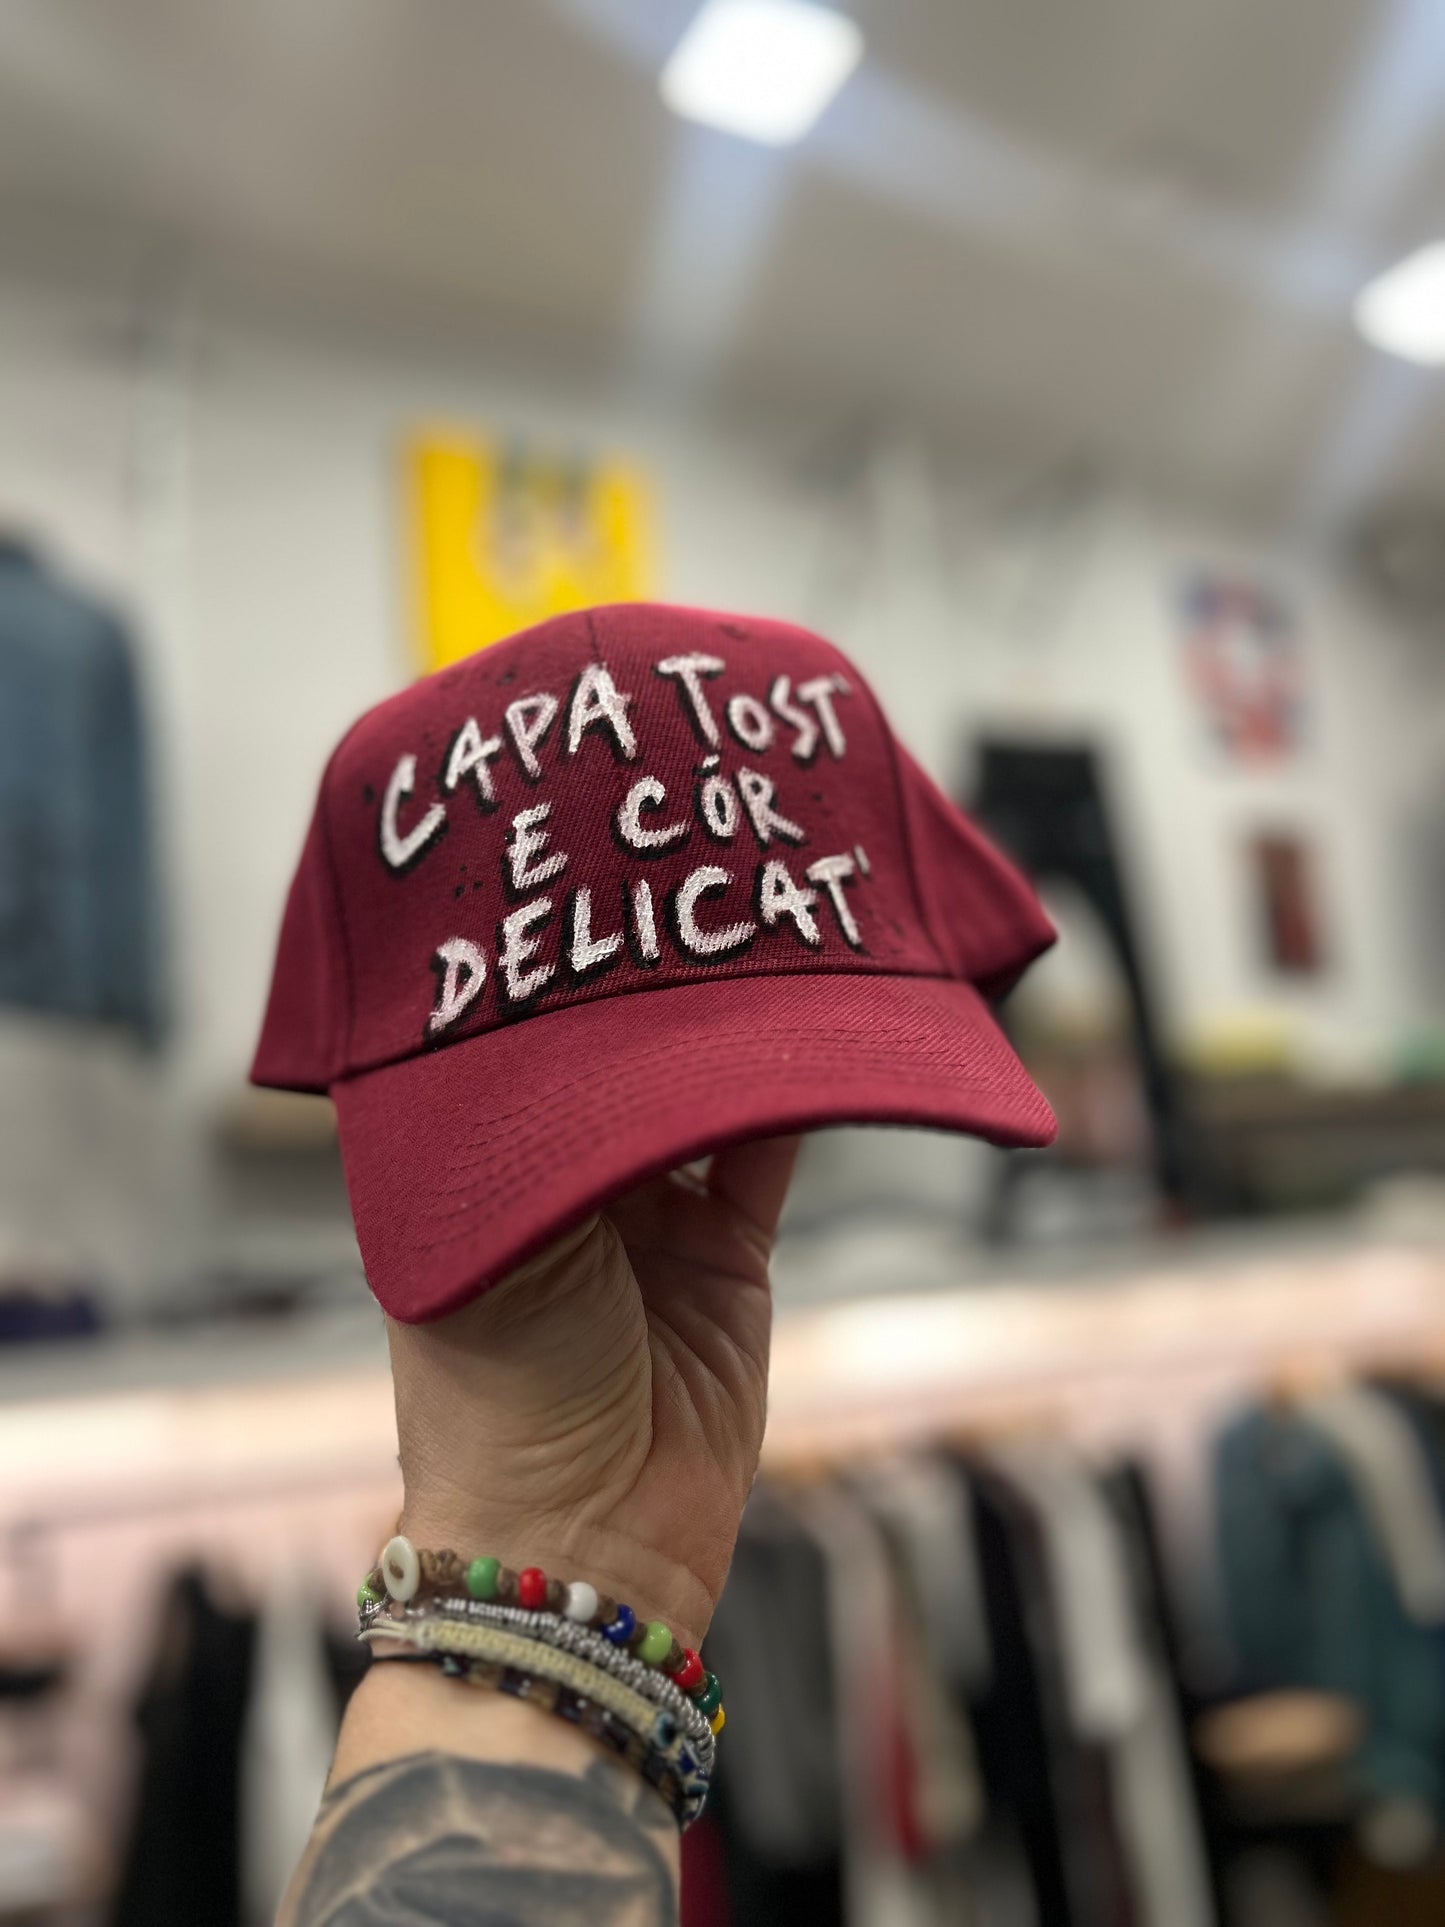 CAPA TOST'
E CÓR
DELICAT'